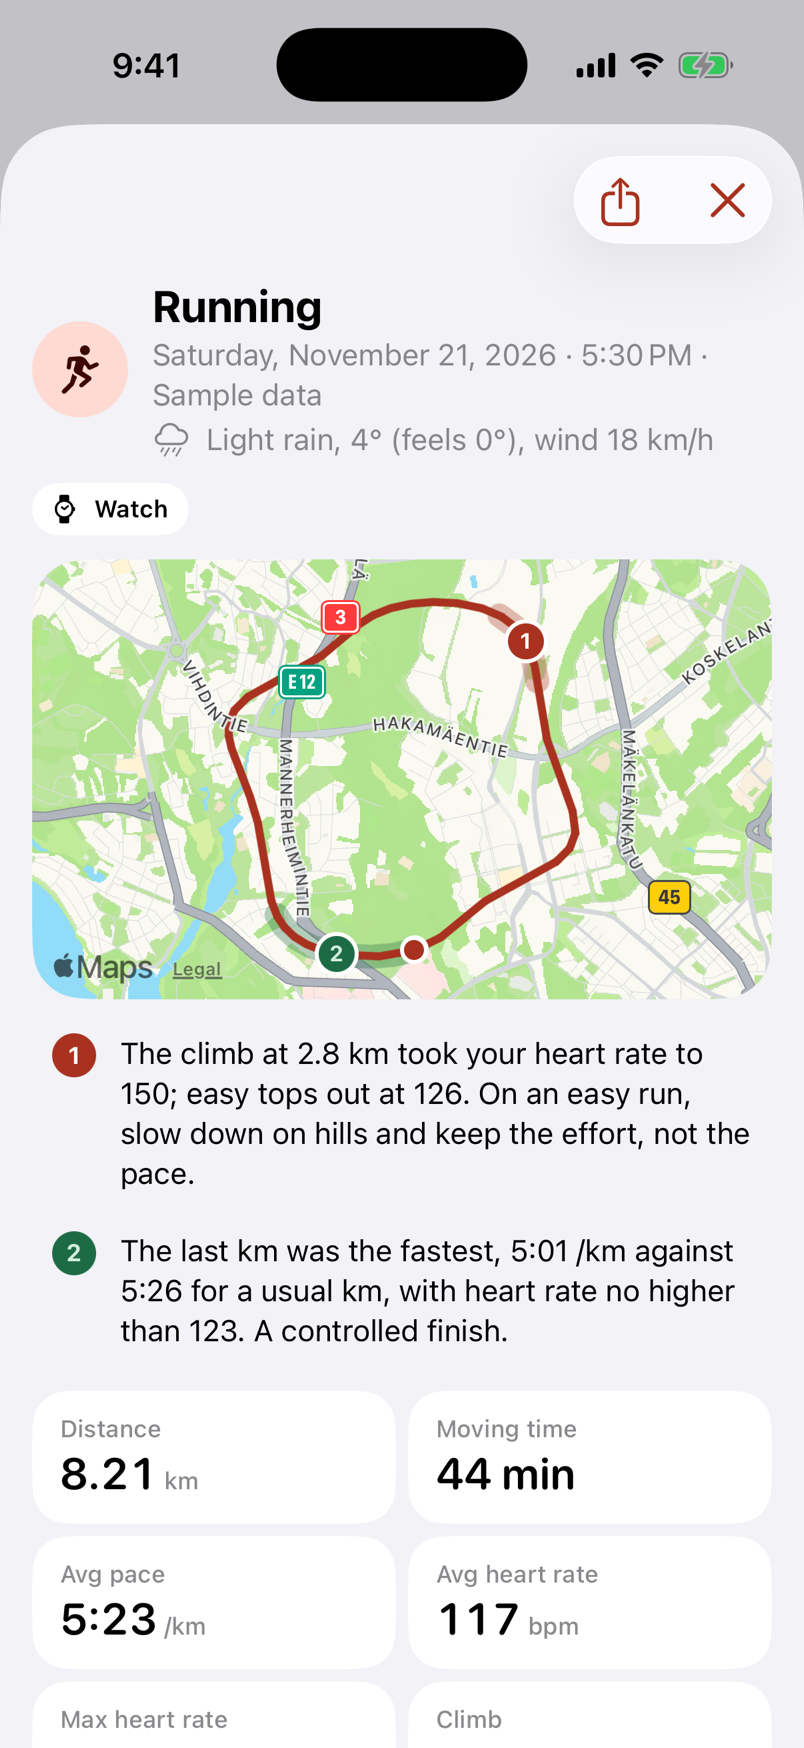 9:41
Running
Saturday, November 21, 2026 · 5:30 PM ·
Sample data
Light rain, 4° (feels 0°), wind 18 km/h
Watch
3
1
E12
VIHDINTIE
HAKAMÄENTIE
KOSKELANT
MANNERHEIMINTIE
MÄKELÄNKATU
45
2
Maps Legal
1 The climb at 2.8 km took your heart rate to
150; easy tops out at 126. On an easy run,
slow down on hills and keep the effort, not the
pace.
2 The last km was the fastest, 5:01 /km against
5:26 for a usual km, with heart rate no higher
than 123. A controlled finish.
Distance
8.21 km
Moving time
44 min
Avg pace
5:23 /km
Avg heart rate
117 bpm
Max heart rate
Climb